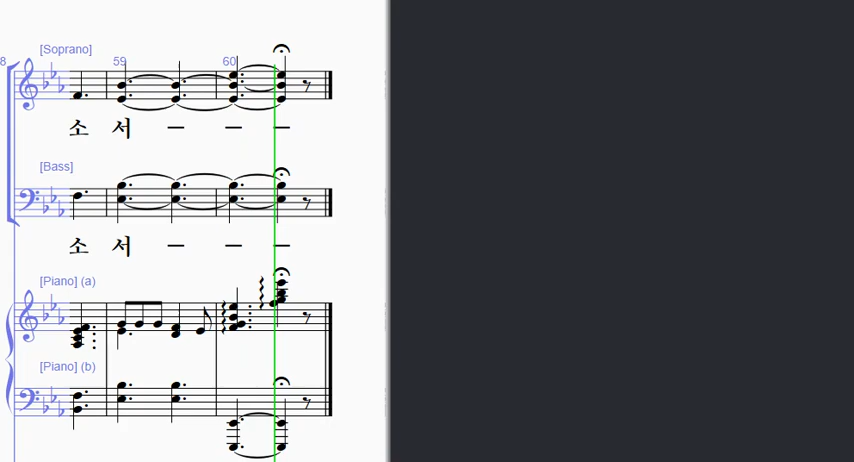 [Soprano]
8 59 60
소 서 — — —
[Bass]
소 서 — — —
[Piano] (a)
[Piano] (b)